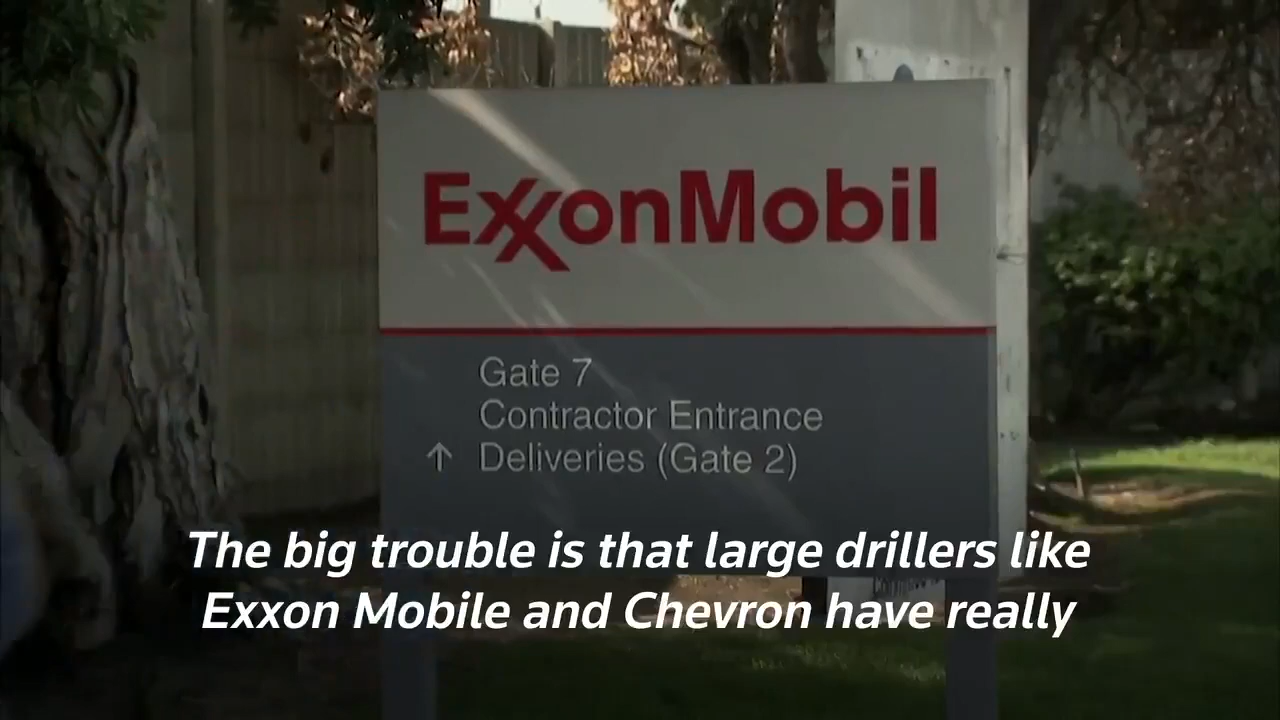 ExxonMobil
Gate 7
Contractor Entrance
↑ Deliveries (Gate 2)
The big trouble is that large drillers like
Exxon Mobile and Chevron have really